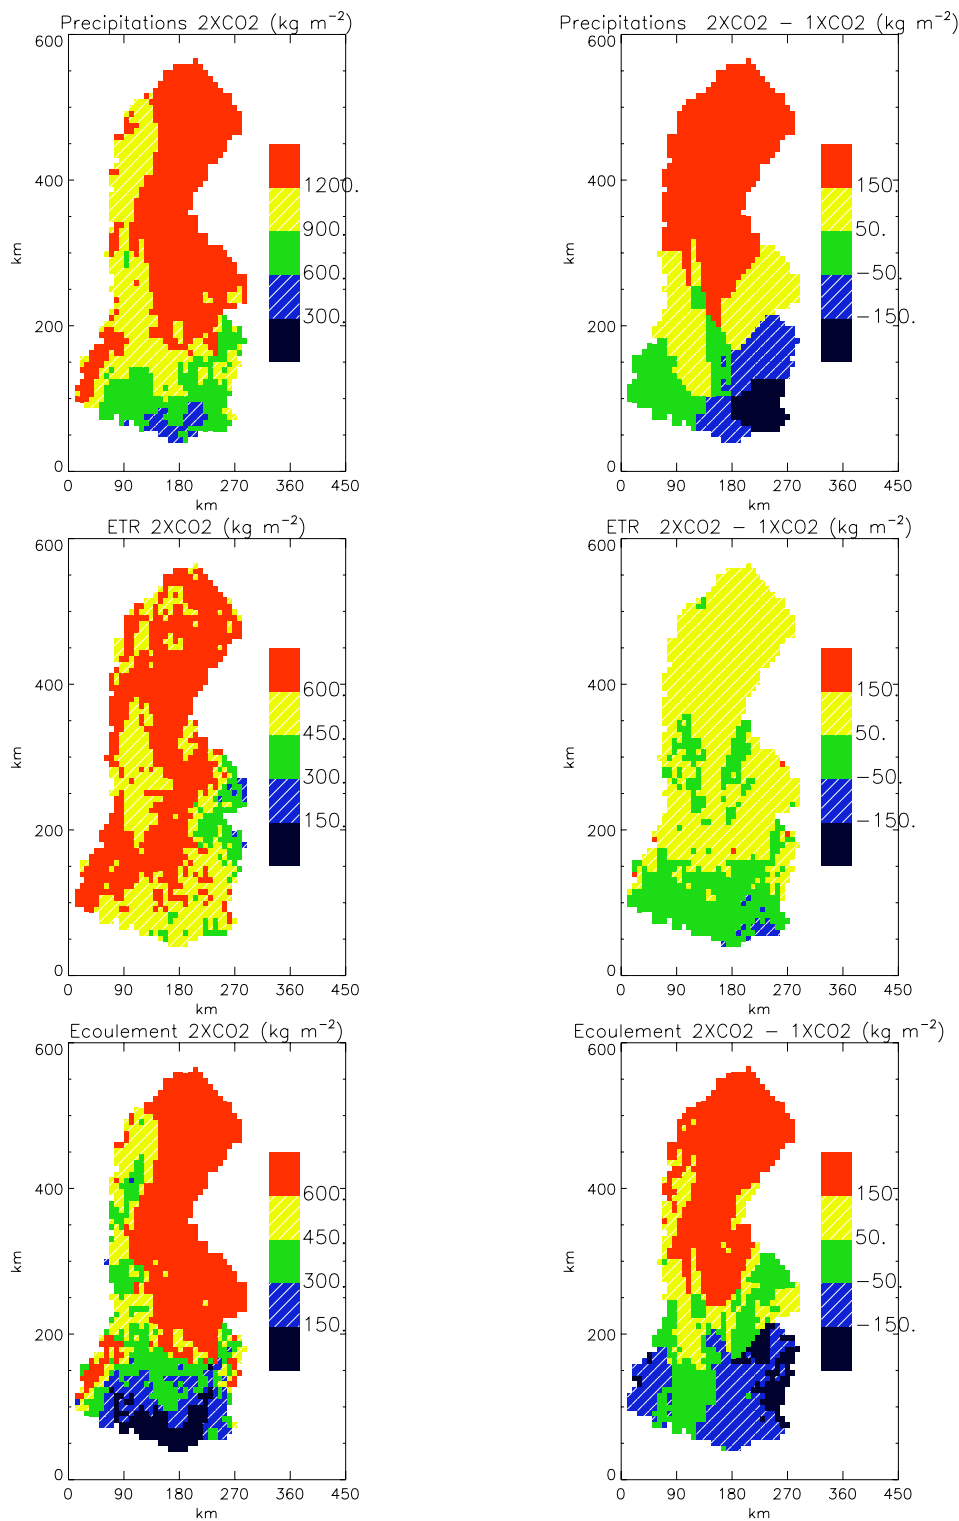 Precipitations 2XCO2 (kg m−2)
Precipitations 2XCO2 − 1XCO2 (kg m−2)
600
400
200
0
km
0 90 180 270 360 450
km
1200.
900.
600.
300.
600
400
200
0
km
0 90 180 270 360 450
km
150.
50.
−50.
−150.
ETR 2XCO2 (kg m−2)
ETR 2XCO2 − 1XCO2 (kg m−2)
600
400
200
0
km
0 90 180 270 360 450
km
600.
450.
300.
150.
600
400
200
0
km
0 90 180 270 360 450
km
150.
50.
−50.
−150.
Ecoulement 2XCO2 (kg m−2)
Ecoulement 2XCO2 − 1XCO2 (kg m−2)
600
400
200
0
km
0 90 180 270 360 450
km
600.
450.
300.
150.
600
400
200
0
km
0 90 180 270 360 450
km
150.
50.
−50.
−150.